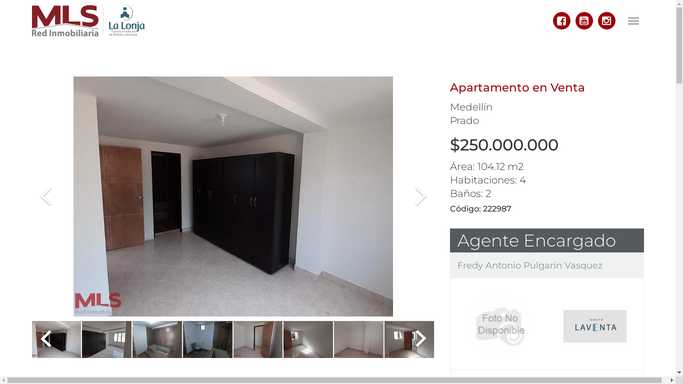 MLS
Red Inmobiliaria
La Lonja
Apartamento en Venta
Medellín
Prado
$250.000.000
Área: 104.12 m2
Habitaciones: 4
Baños: 2
Código: 222987
MLS
Agente Encargado
Fredy Antonio Pulgarin Vasquez
Foto No
Disponible
LAVENTA